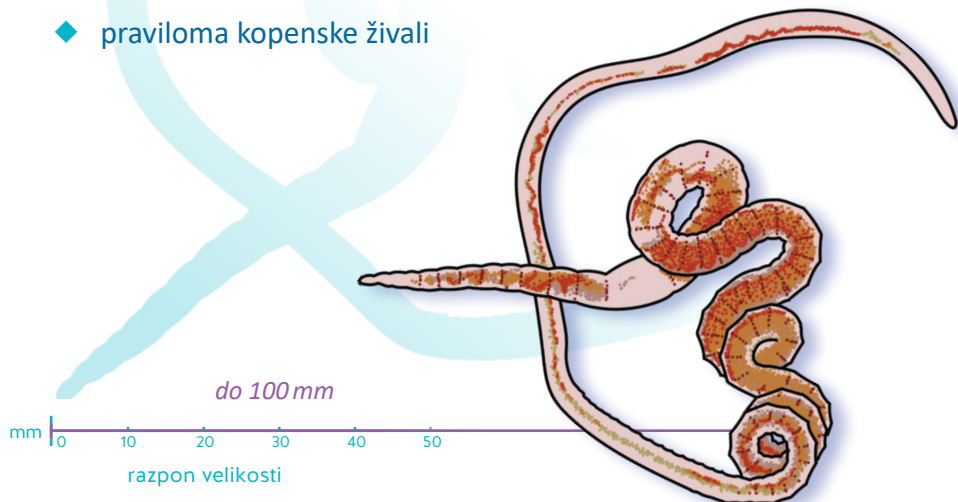 praviloma kopenske živali
do 100 mm
mm
0 10 20 30 40 50
razpon velikosti